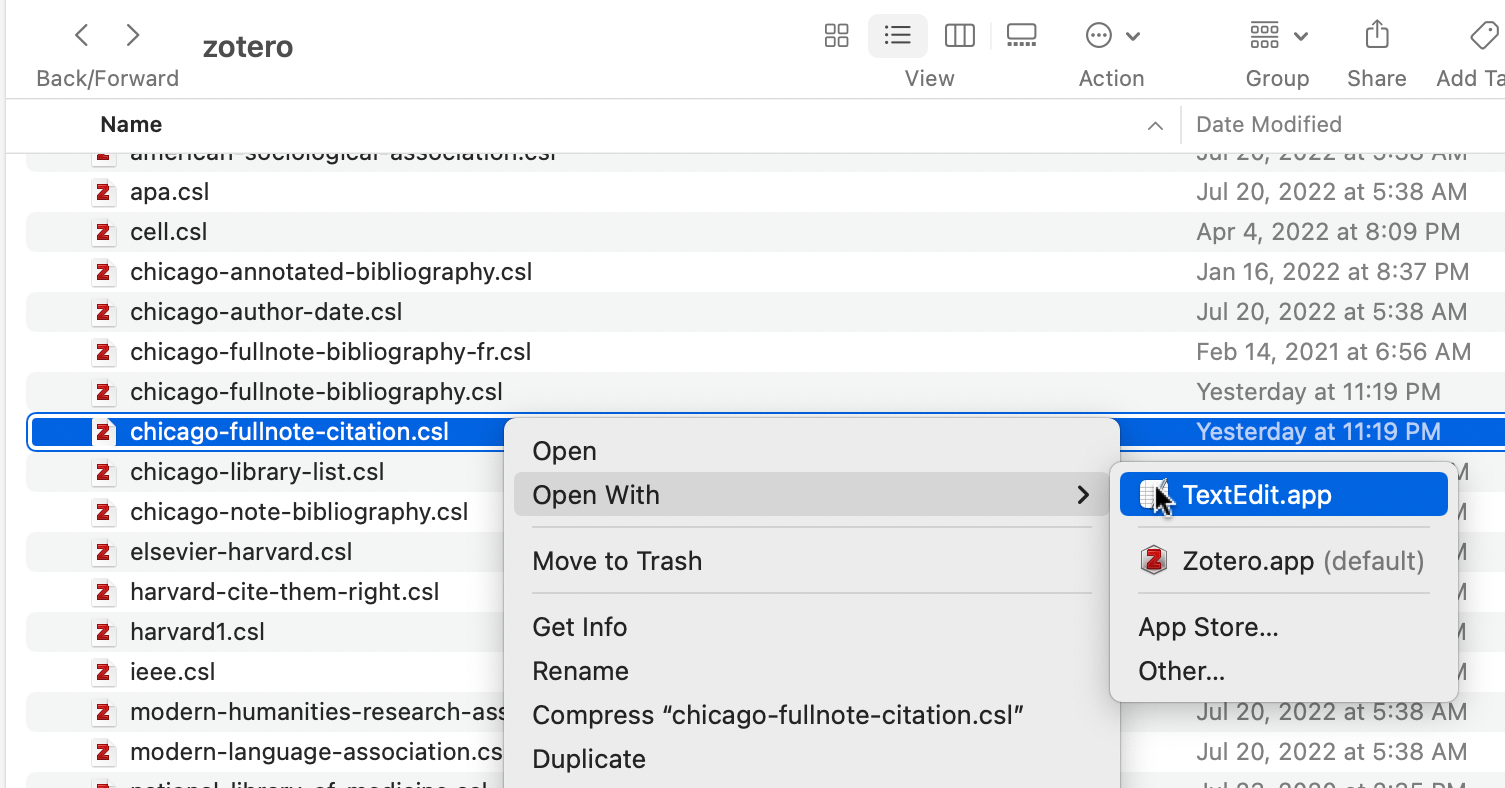 zotero
Back/Forward
View
Action
Group
Share
Add Ta
Name
Date Modified
american-sociological-association.csl Jul 20, 2022 at 5:38 AM
apa.csl Jul 20, 2022 at 5:38 AM
cell.csl Apr 4, 2022 at 8:09 PM
chicago-annotated-bibliography.csl Jan 16, 2022 at 8:37 PM
chicago-author-date.csl Jul 20, 2022 at 5:38 AM
chicago-fullnote-bibliography-fr.csl Feb 14, 2021 at 6:56 AM
chicago-fullnote-bibliography.csl Yesterday at 11:19 PM
chicago-fullnote-citation.csl Yesterday at 11:19 PM
chicago-library-list.csl
chicago-note-bibliography.csl
elsevier-harvard.csl
harvard-cite-them-right.csl
harvard1.csl
ieee.csl
modern-humanities-research-ass Jul 20, 2022 at 5:38 AM
modern-language-association.cs Jul 20, 2022 at 5:38 AM
national-library-of-medicine.csl
Open
Open With
Move to Trash
Get Info
Rename
Compress “chicago-fullnote-citation.csl”
Duplicate
TextEdit.app
Zotero.app (default)
App Store...
Other...